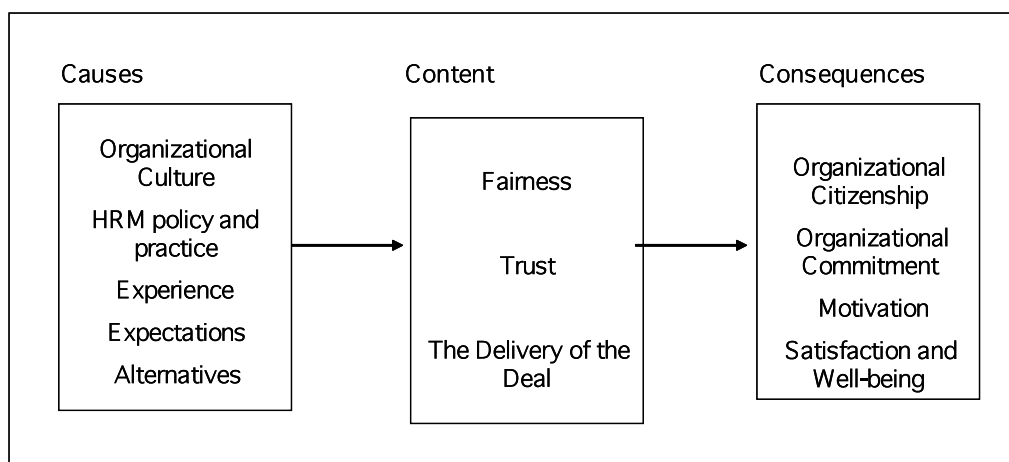 Causes
Organizational
Culture
HRM policy and
practice
Experience
Expectations
Alternatives
Content
Fairness
Trust
The Delivery of the
Deal
Consequences
Organizational
Citizenship
Organizational
Commitment
Motivation
Satisfaction and
Well-being